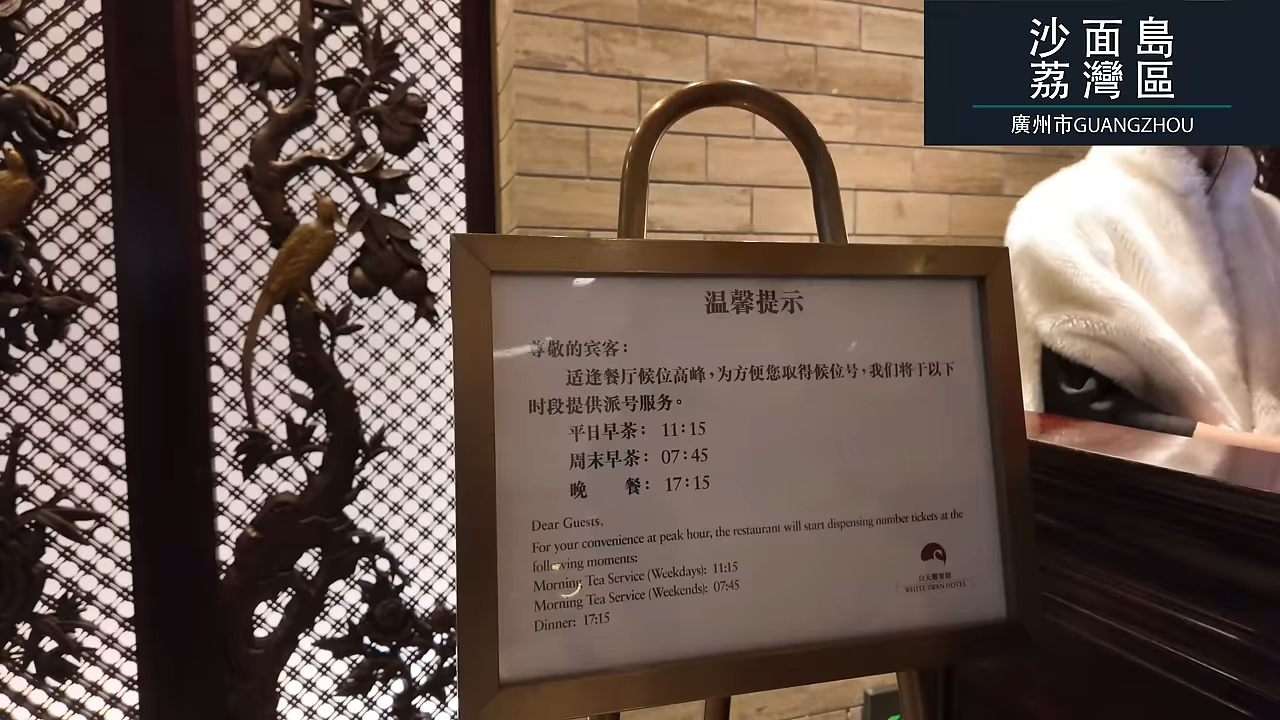 沙面島
荔灣區
廣州市GUANGZHOU
温馨提示
尊敬的宾客：
适逢餐厅候位高峰，为方便您取得候位号，我们将于以下
时段提供派号服务。
平日早茶： 11：15
周末早茶： 07：45
晚 餐： 17：15
Dear Guests,
For your convenience at peak hour, the restaurant will start dispensing number tickets at the
following moments:
Morning Tea Service (Weekdays): 11:15
Morning Tea Service (Weekends): 07:45
Dinner: 17:15
白天鵝賓館
WHITE SWAN HOTEL